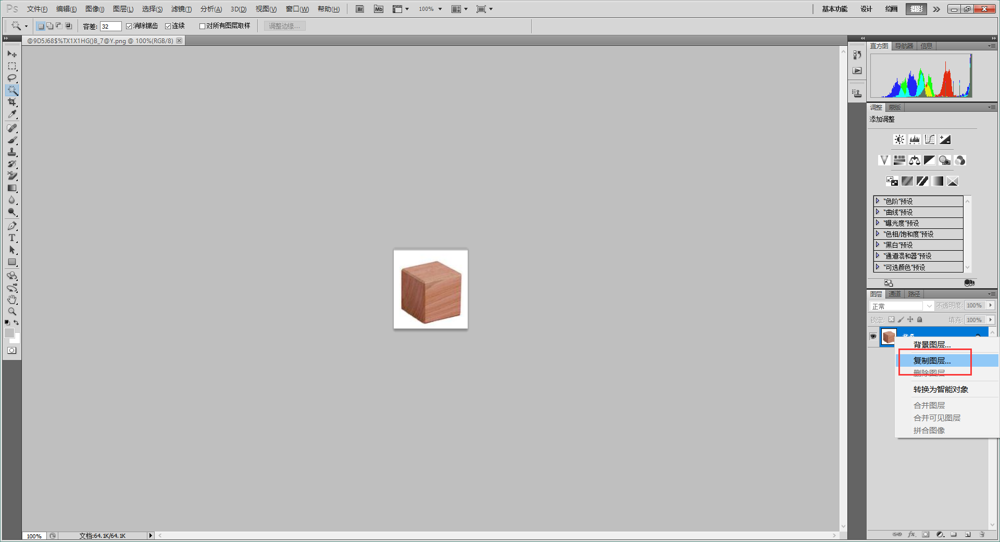 Ps 文件(F) 编辑(E) 图像(I) 图层(L) 选择(S) 滤镜(T) 分析(A) 3D(D) 视图(V) 窗口(W) 帮助(H) Br Mb 100% 基本功能 设计 绘画 摄影
容差: 32 消除锯齿 连续 对所有图层取样 调整边缘...
@9D5J68$%TX1X1HG()B_7@Y.png @ 100%(RGB/8)
直方图 导航器 信息
调整 蒙版
添加调整
"色阶"预设
"曲线"预设
"曝光度"预设
"色相/饱和度"预设
"黑白"预设
"通道混和器"预设
"可选颜色"预设
图层 通道 路径
正常 不透明度: 100%
锁定: 填充: 100%
背景图层...
复制图层...
删除图层
转换为智能对象
合并图层
合并可见图层
拼合图像
100% 文档:64.1K/64.1K